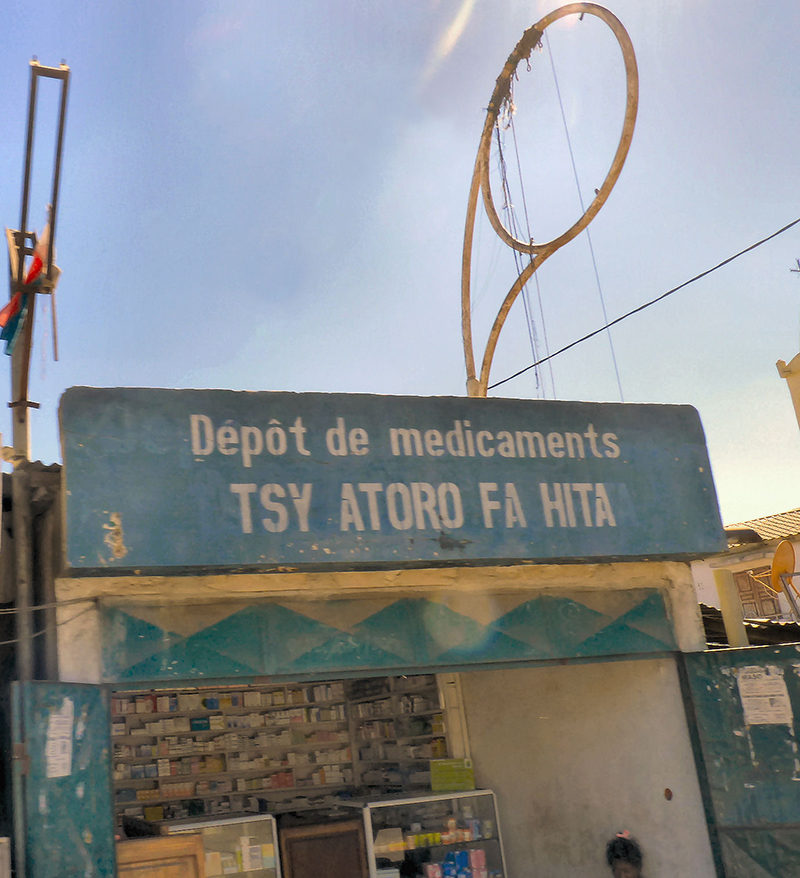 Dépôt de medicaments
TSY ATORO FA HITA